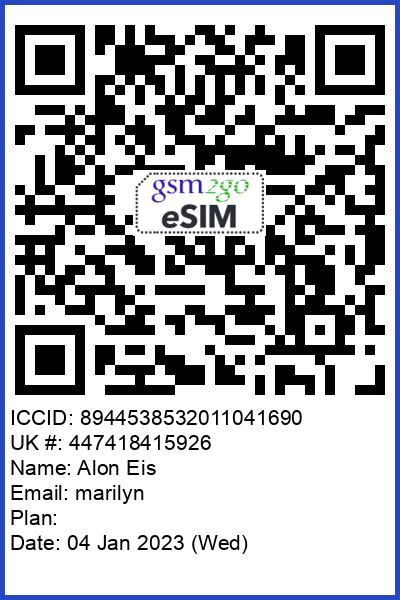 gsm2go
eSIM
ICCID: 8944538532011041690
UK #: 447418415926
Name: Alon Eis
Email: marilyn
Plan:
Date: 04 Jan 2023 (Wed)